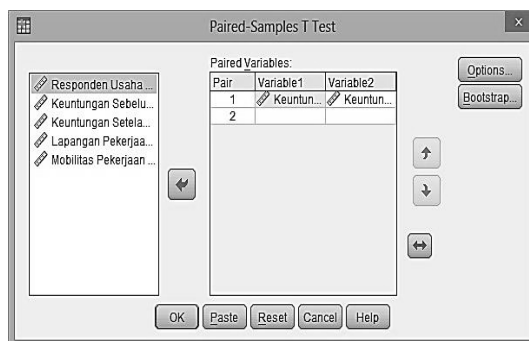 Paired-Samples T Test
×
Responden Usaha ...
Keuntungan Sebelu...
Keuntungan Setela...
Lapangan Pekerjaa...
Mobilitas Pekerjaan ...
Paired Variables:
Pair Variable1 Variable2
1 Keuntun... Keuntun...
2
Options...
Bootstrap...
OK Paste Reset Cancel Help